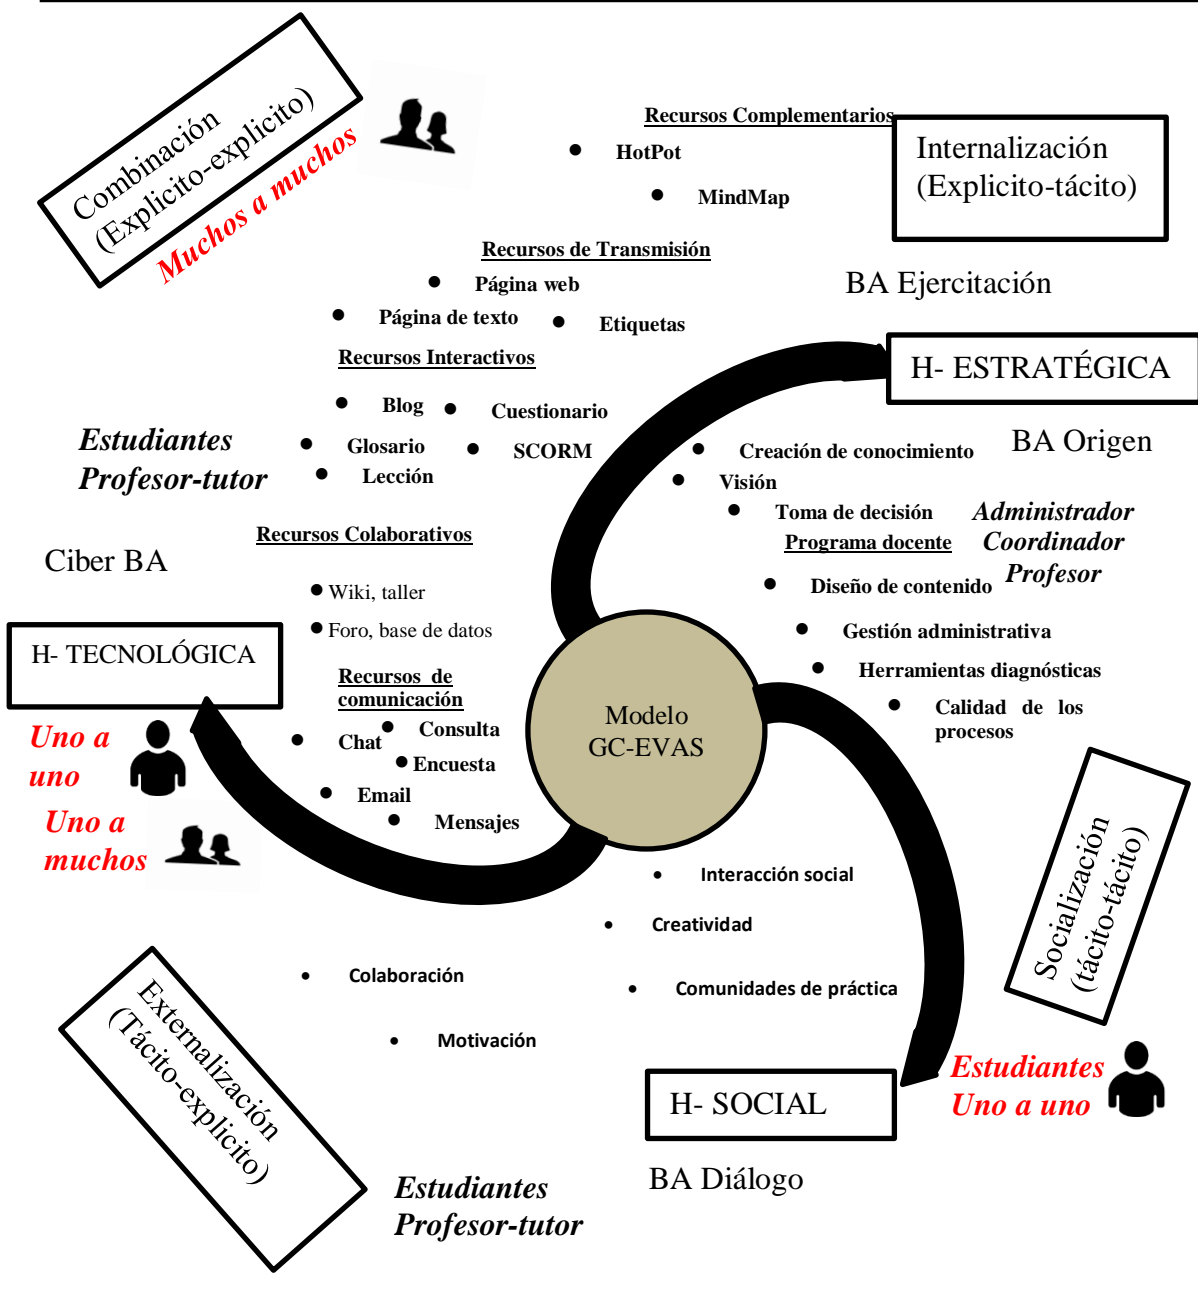 Combinación
(Explicito-explicito)
Muchos a muchos
Recursos Complementarios
HotPot
MindMap
Internalización
(Explicito-tácito)
Recursos de Transmisión
Página web
Página de texto
Etiquetas
BA Ejercitación
Recursos Interactivos
H- ESTRATÉGICA
Blog
Cuestionario
Glosario
SCORM
Lección
Estudiantes
Profesor-tutor
BA Origen
Creación de conocimiento
Visión
Toma de decisión
Programa docente
Administrador
Coordinador
Profesor
Diseño de contenido
Gestión administrativa
Herramientas diagnósticas
Calidad de los
procesos
Recursos Colaborativos
Ciber BA
Wiki, taller
Foro, base de datos
H- TECNOLÓGICA
Recursos de
comunicación
Consulta
Chat
Encuesta
Email
Mensajes
Uno a
uno
Uno a
muchos
Modelo
GC-EVAS
Interacción social
Creatividad
Colaboración
Comunidades de práctica
Motivación
Socialización
(tácito-tácito)
Externalización
(Tácito-explicito)
Estudiantes
Uno a uno
H- SOCIAL
BA Diálogo
Estudiantes
Profesor-tutor